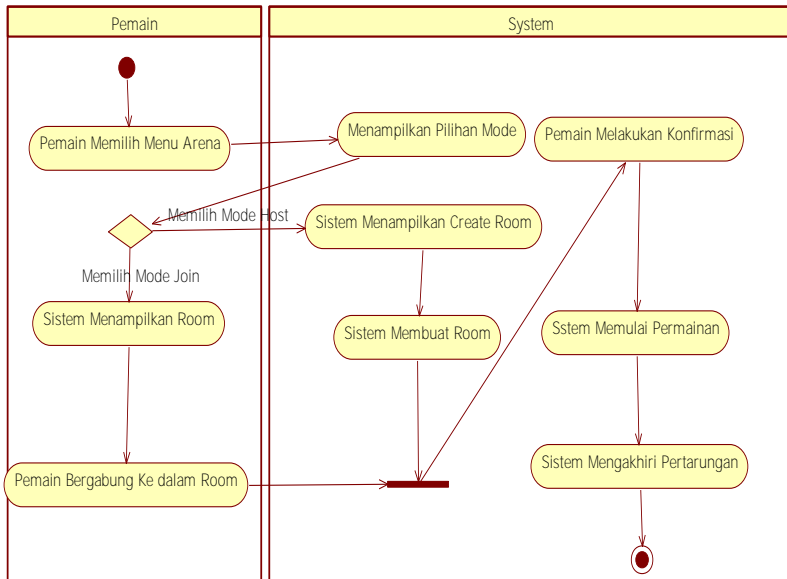 Pemain
System
Pemain Memilih Menu Arena
Menampilkan Pilihan Mode
Pemain Melakukan Konfirmasi
Memilih Mode Host
Sistem Menampilkan Create Room
Memilih Mode Join
Sistem Menampilkan Room
Sistem Membuat Room
Sstem Memulai Permainan
Pemain Bergabung Ke dalam Room
Sistem Mengakhiri Pertarungan